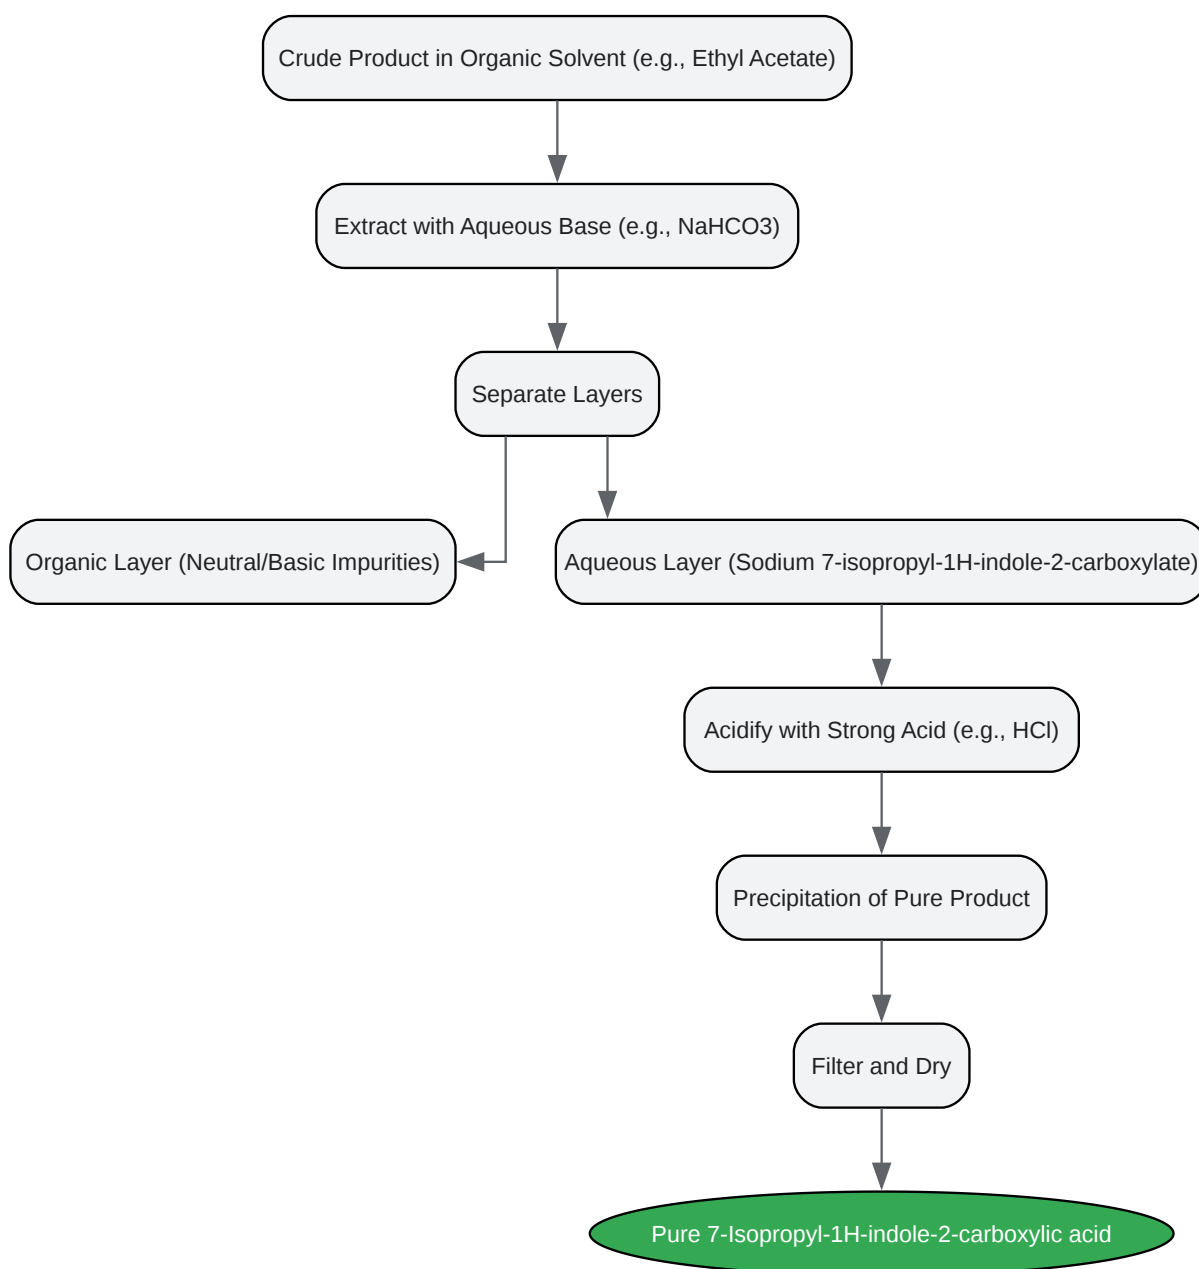 Crude Product in Organic Solvent (e.g., Ethyl Acetate)
Extract with Aqueous Base (e.g., NaHCO3)
Separate Layers
Organic Layer (Neutral/Basic Impurities)
Aqueous Layer (Sodium 7-isopropyl-1H-indole-2-carboxylate)
Acidify with Strong Acid (e.g., HCl)
Precipitation of Pure Product
Filter and Dry
Pure 7-Isopropyl-1H-indole-2-carboxylic acid